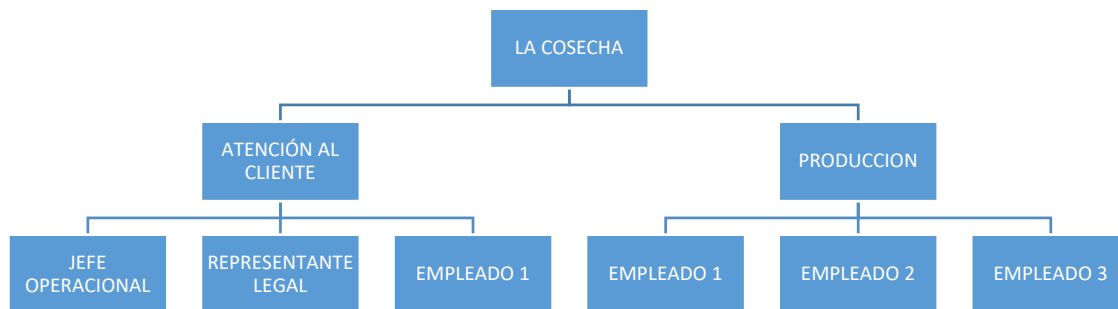 LA COSECHA
ATENCIÓN AL
CLIENTE
PRODUCCION
JEFE
OPERACIONAL
REPRESENTANTE
LEGAL
EMPLEADO 1
EMPLEADO 1
EMPLEADO 2
EMPLEADO 3